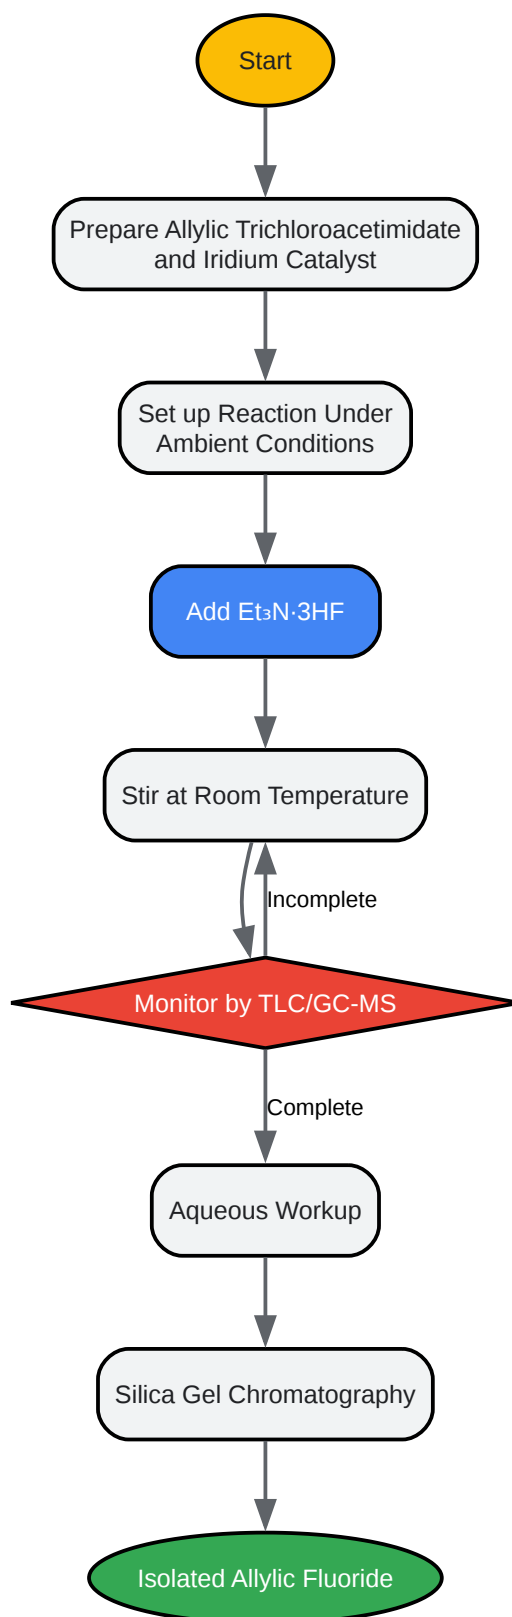 Start
Prepare Allylic Trichloroacetimidate
and Iridium Catalyst
Set up Reaction Under
Ambient Conditions
Add Et₃N·3HF
Stir at Room Temperature
Incomplete
Monitor by TLC/GC-MS
Complete
Aqueous Workup
Silica Gel Chromatography
Isolated Allylic Fluoride